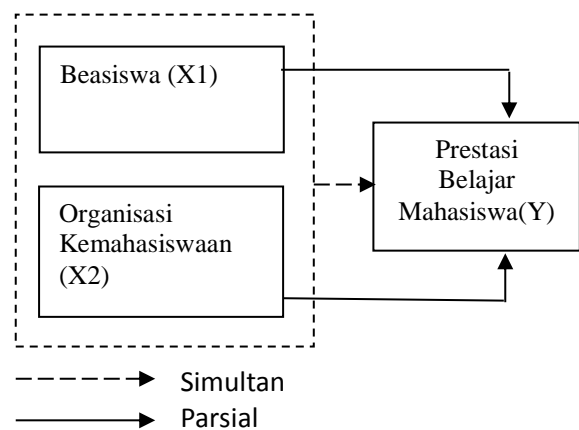 Beasiswa (X1)
Prestasi
Belajar
Mahasiswa(Y)
Organisasi
Kemahasiswaan
(X2)
Simultan
Parsial